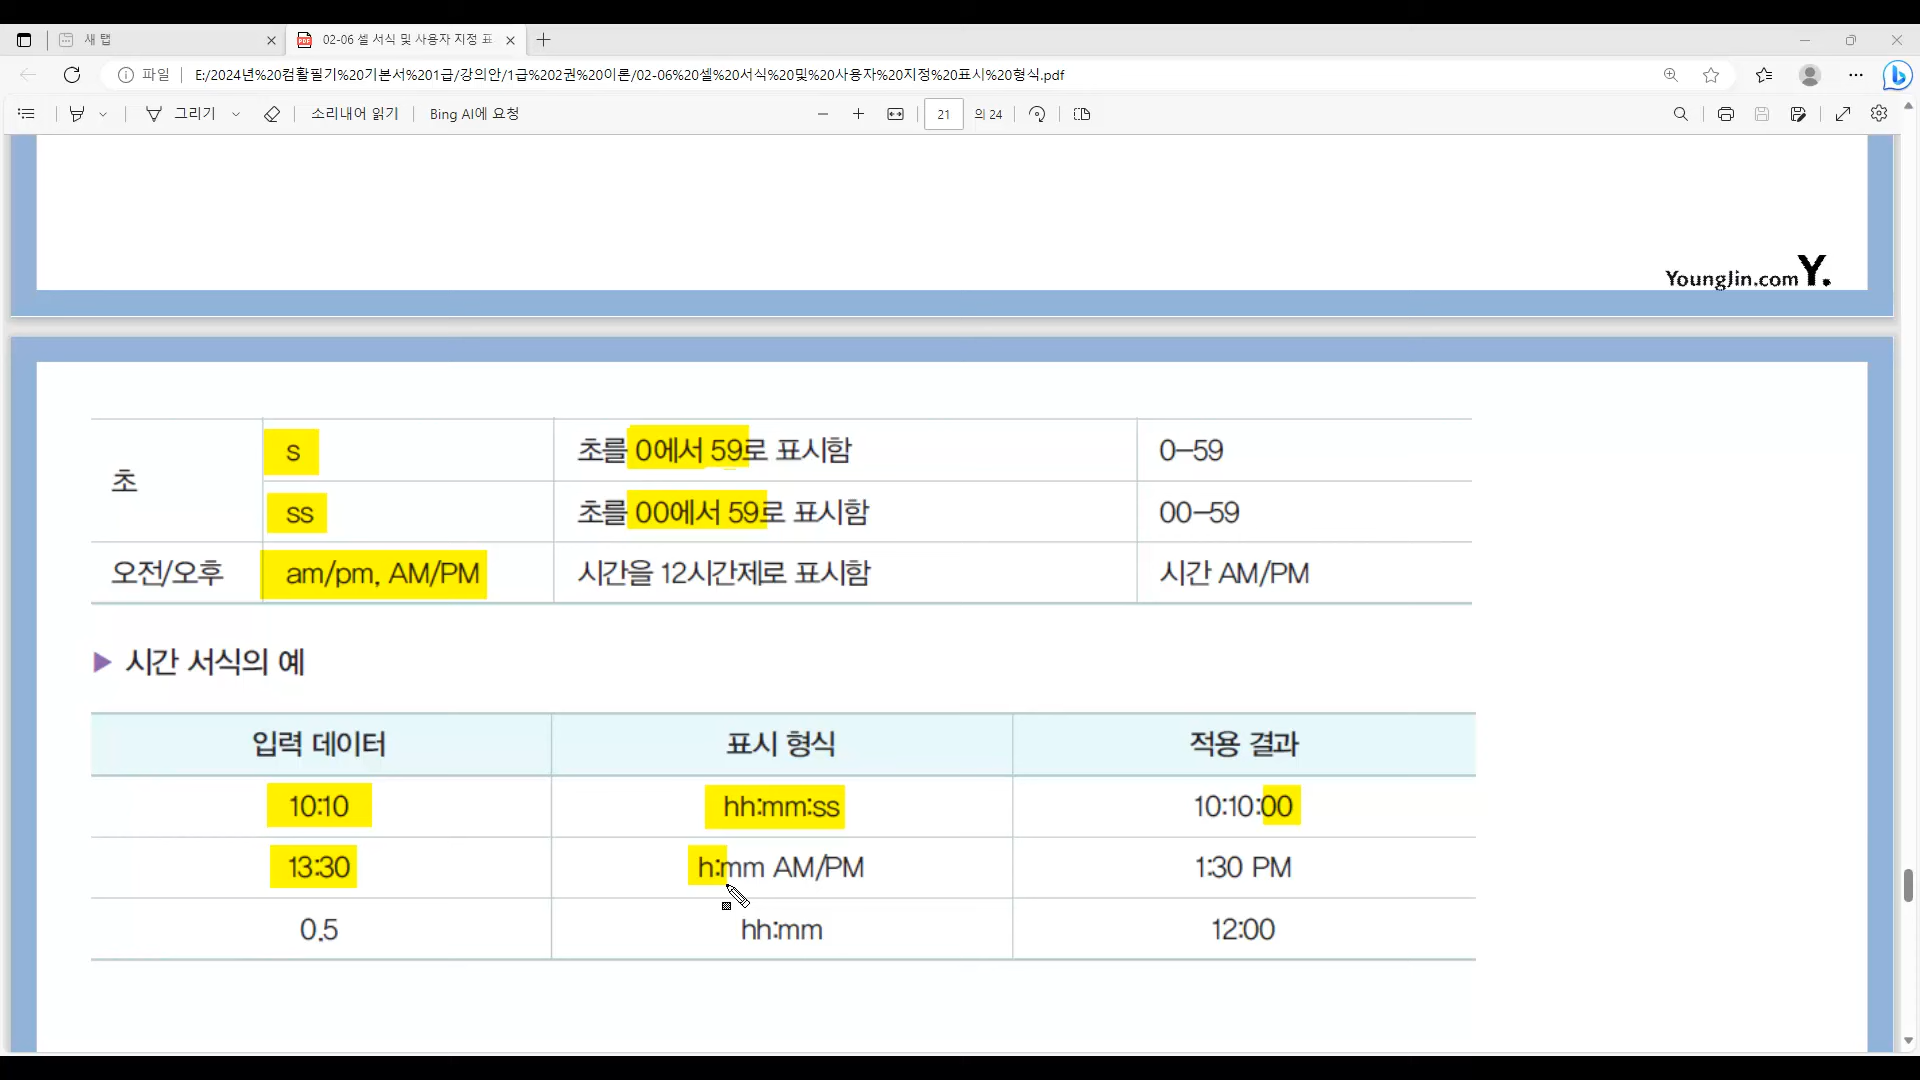 새 탭
02-06 셀 서식 및 사용자 지정 표
파일
E:/2024년%20컴활필기%20기본서%201급/강의안/1급%202권%20이론/02-06%20셀%20서식%20및%20사용자%20지정%20표시%20형식.pdf
그리기
소리내어 읽기
Bing AI에 요청
21
의 24
YoungJin.com Y.
초
s
초를 0에서 59로 표시함
0–59
ss
초를 00에서 59로 표시함
00–59
오전/오후
am/pm, AM/PM
시간을 12시간제로 표시함
시간 AM/PM
▶ 시간 서식의 예
입력 데이터
표시 형식
적용 결과
10:10
hh:mm:ss
10:10:00
13:30
h:mm AM/PM
1:30 PM
0.5
hh:mm
12:00